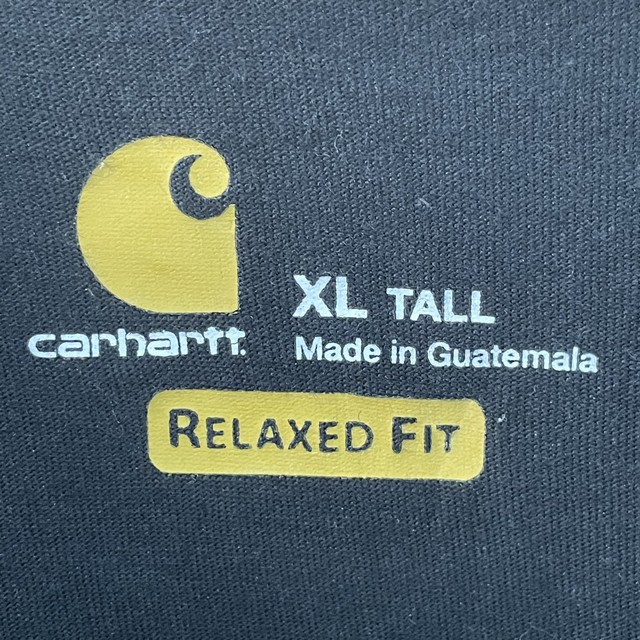 XL TALL
carhartt.
Made in Guatemala
RELAXED FIT